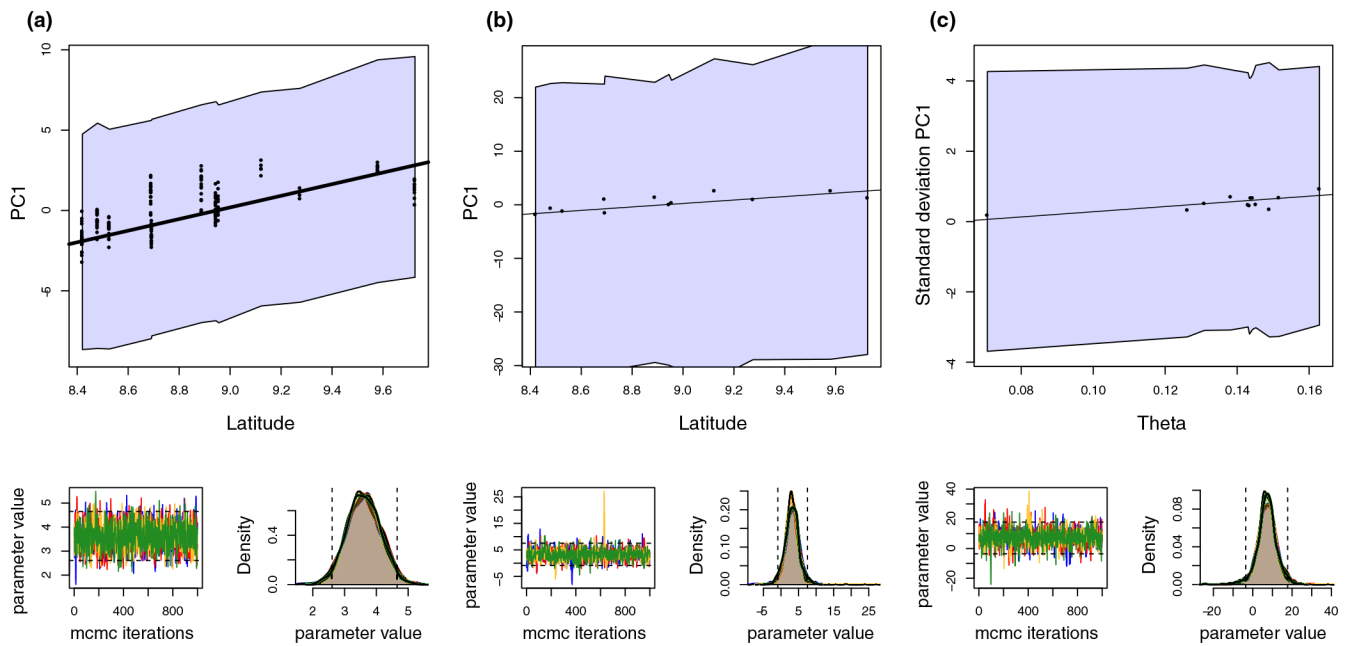 (a)
PC1
10
5
0
-5
8.4 8.6 8.8 9.0 9.2 9.4 9.6
Latitude
(b)
PC1
20
10
0
-10
-20
-30
8.4 8.6 8.8 9.0 9.2 9.4 9.6
Latitude
(c)
Standard deviation PC1
4
2
0
-2
-4
0.08 0.10 0.12 0.14 0.16
Theta
parameter value
5
4
3
2
0 400 800
mcmc iterations
Density
0.4
0.0
2 3 4 5
parameter value
parameter value
25
15
5
-5
0 400 800
mcmc iterations
Density
0.20
0.10
0.00
-5 5 15 25
parameter value
parameter value
40
20
0
-20
0 400 800
mcmc iterations
Density
0.08
0.04
0.00
-20 0 20 40
parameter value